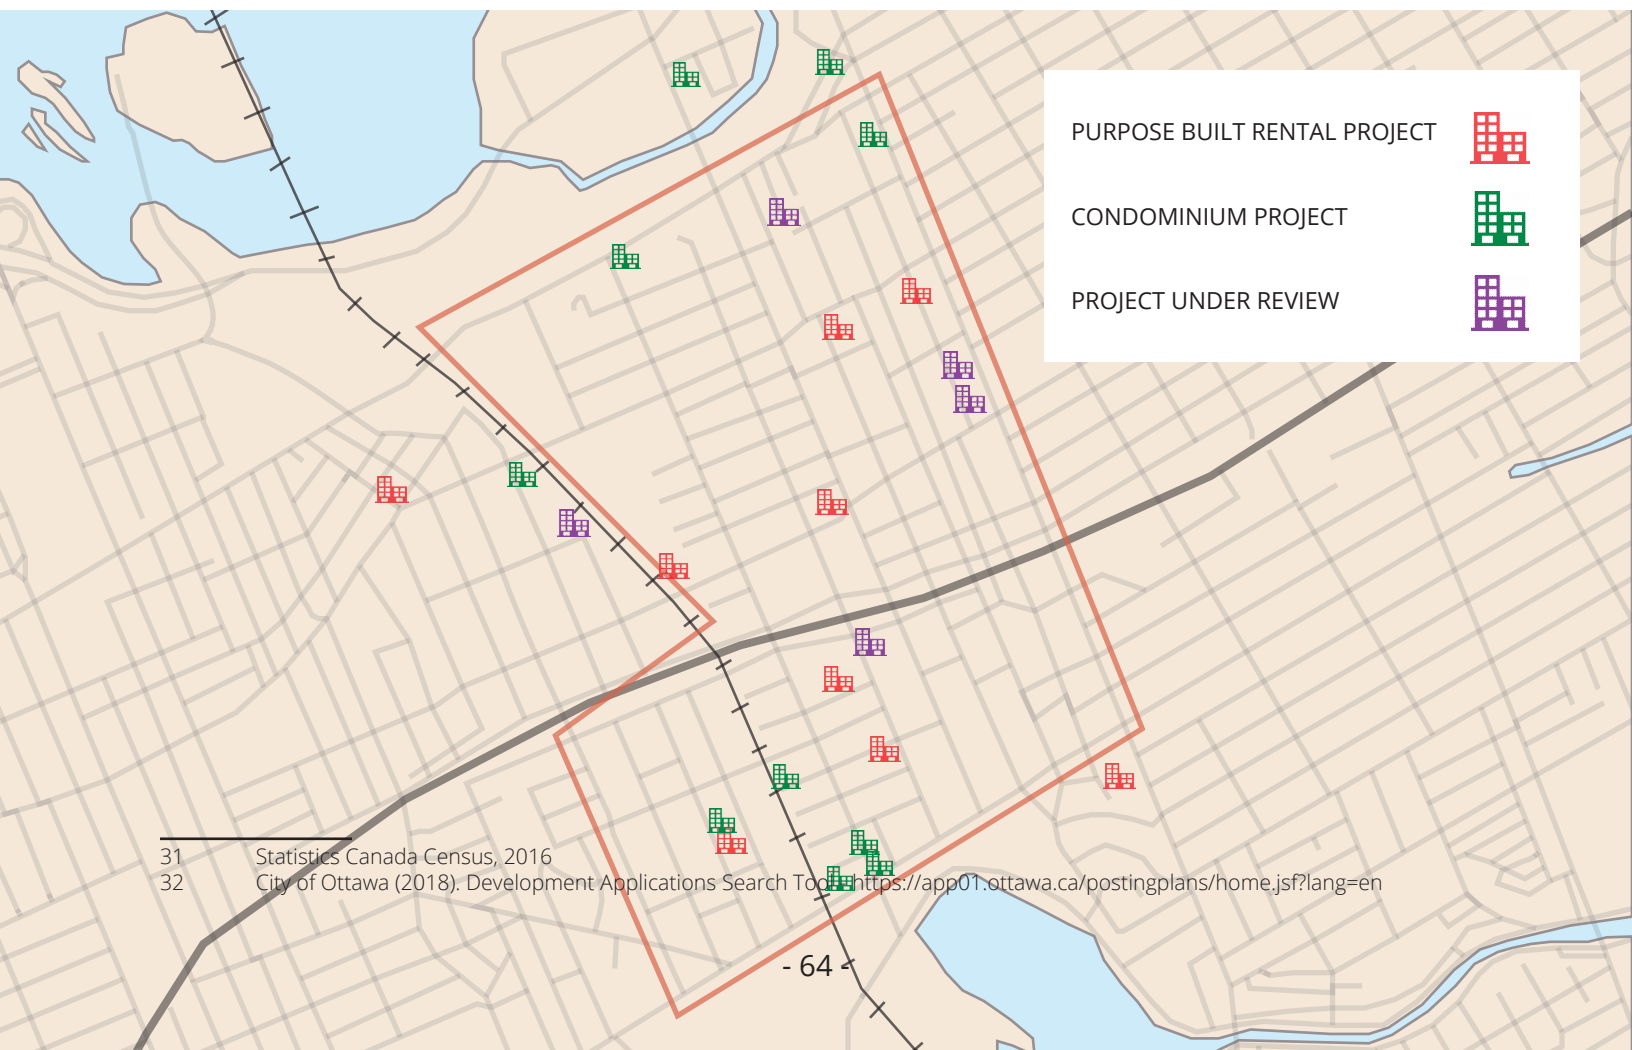 PURPOSE BUILT RENTAL PROJECT
CONDOMINIUM PROJECT
PROJECT UNDER REVIEW
31 Statistics Canada Census, 2016
32 City of Ottawa (2018). Development Applications Search Tool. https://app01.ottawa.ca/postingplans/home.jsf?lang=en
- 64 -